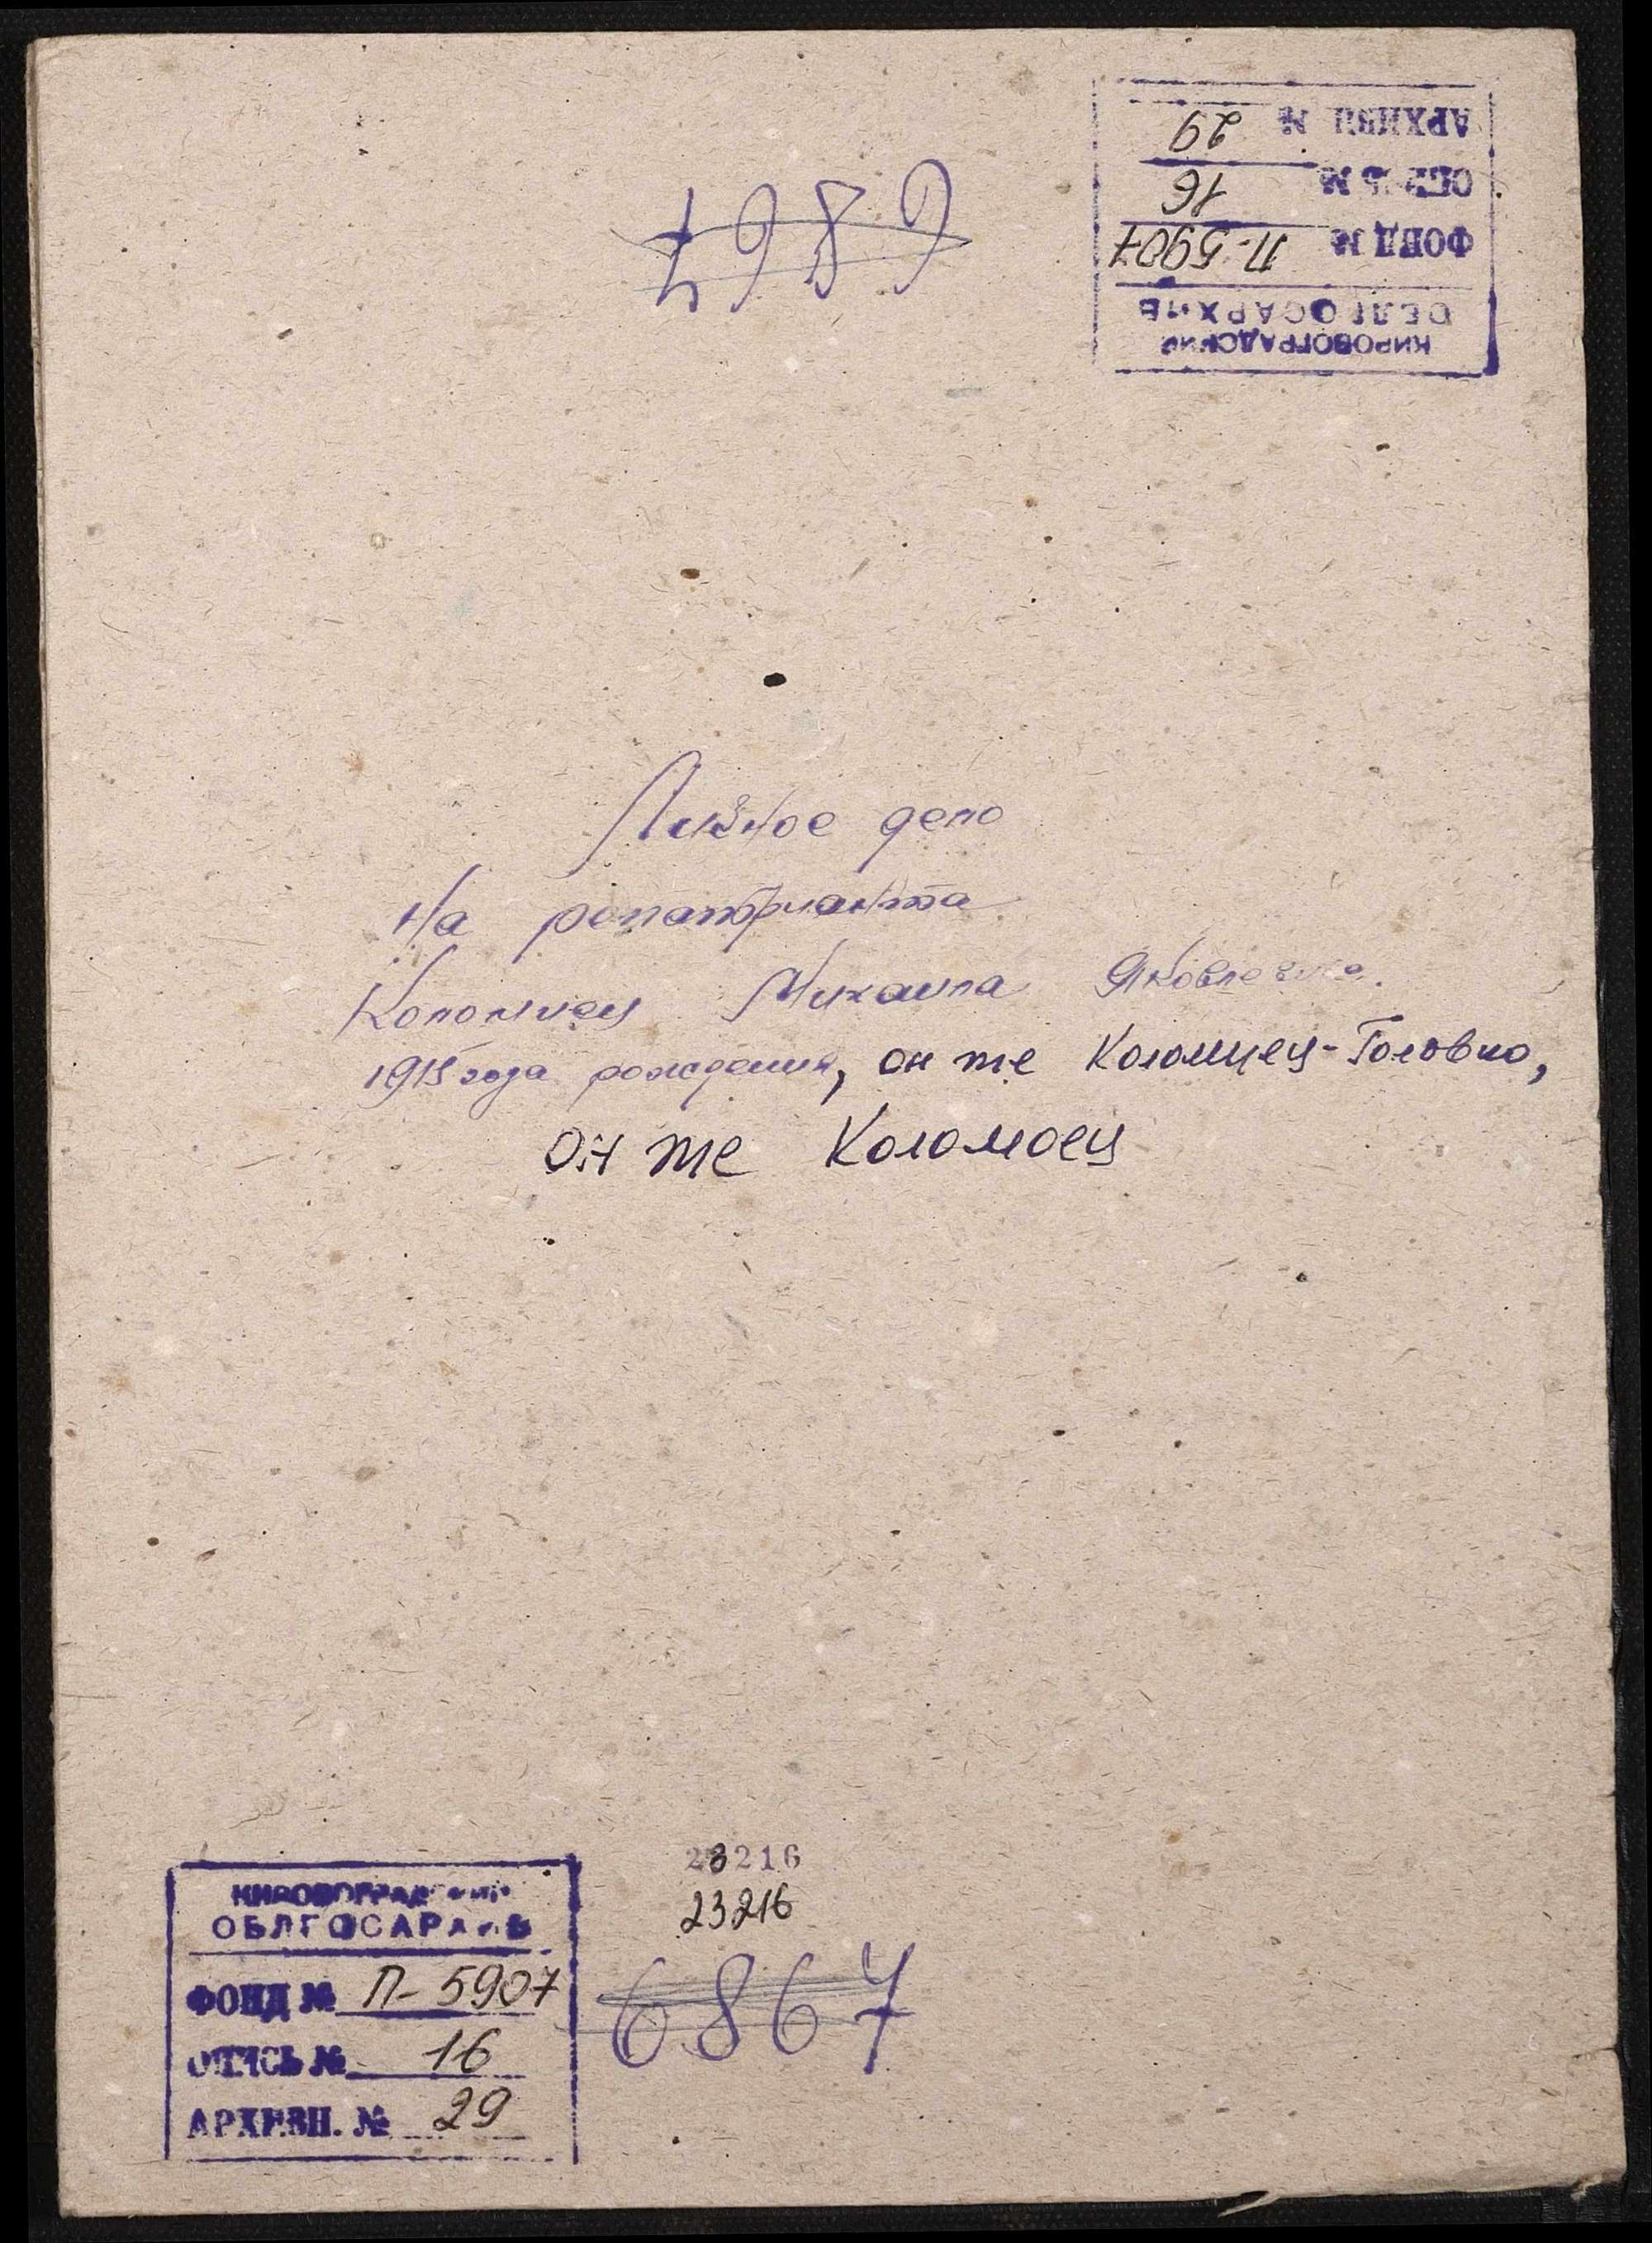 АРХИВН. № 29
ОПИСЬ № 16
ФОНД № П-5907
ОБЛГОСАРХИВ
КИРОВОГРАДСКИЙ
6867
Личное дело
На репатрианта
Коломиец Михаила Яковлевича.
1915 года рождения, он же Коломиец-Головко,
он же Коломоец
23216
23216
6867
КИРОВОГРАДСКИЙ
ОБЛГОСАРХИВ
ФОНД № П-5907
ОПИСЬ № 16
АРХИВН. № 29